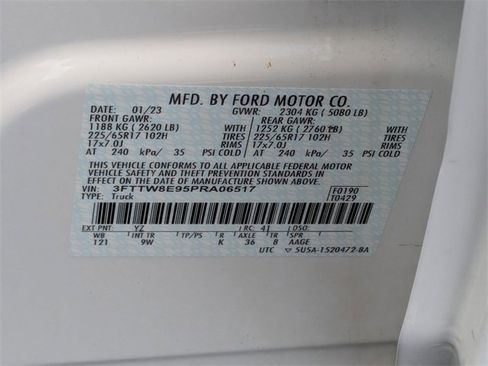 MFD. BY FORD MOTOR CO.
DATE: 01/23 GVWR: 2304 KG ( 5080 LB)
FRONT GAWR: REAR GAWR:
1188 KG ( 2620 LB) WITH 1252 KG ( 2760 LB) WITH
225/65R17 102H TIRES 225/65R17 102H TIRES
17x7.0J RIMS 17x7.0J RIMS
AT 240 kPa/ 35 PSI COLD AT 240 kPa/ 35 PSI COLD
THIS VEHICLE CONFORMS TO ALL APPLICABLE FEDERAL MOTOR
VEHICLE SAFETY AND THEFT PREVENTION STANDARDS IN
EFFECT ON THE DATE OF MANUFACTURE SHOWN ABOVE.
VIN: 3FTTW8E95PRA06517 F0190
TYPE: Truck T0429
EXT PNT: YZ RC: 41 DSO:
WB INT TR TP/PS R AXLE TR SPR
121 9W K 36 8 AAGE
UTC 5U5A-1520472-BA